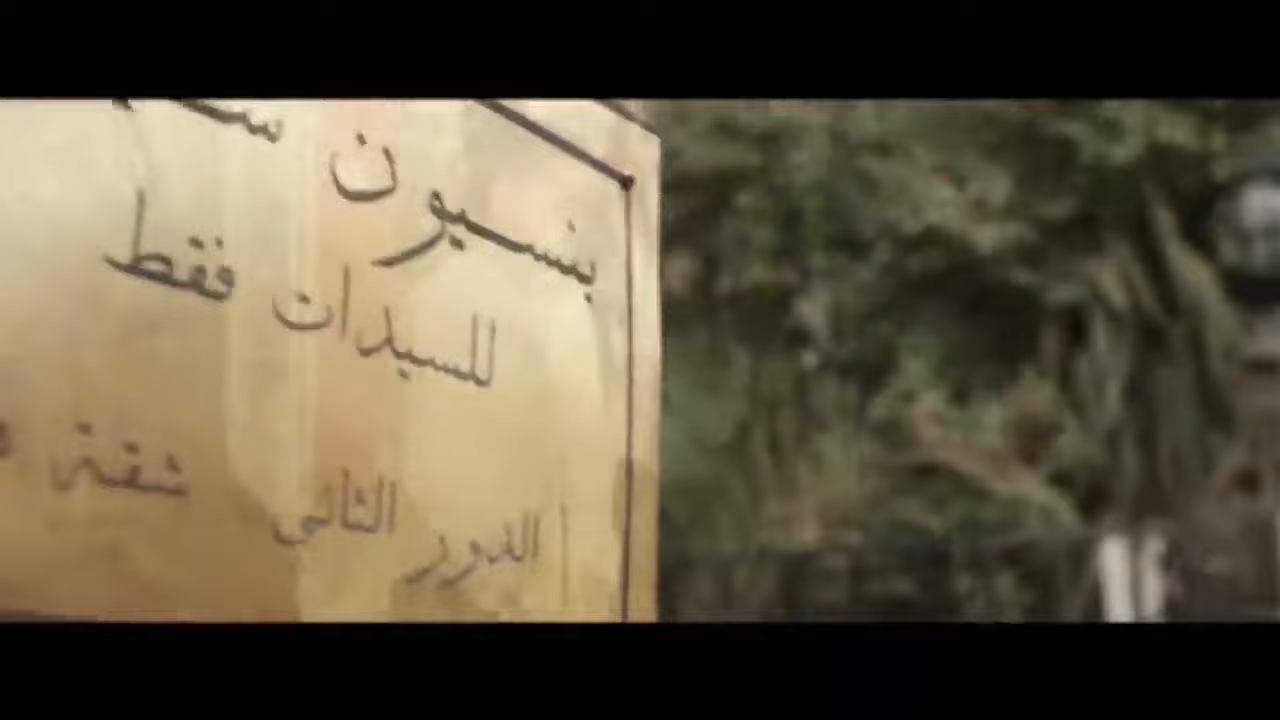 بنسيون
للسيدات فقط
الدور الثانى شقة